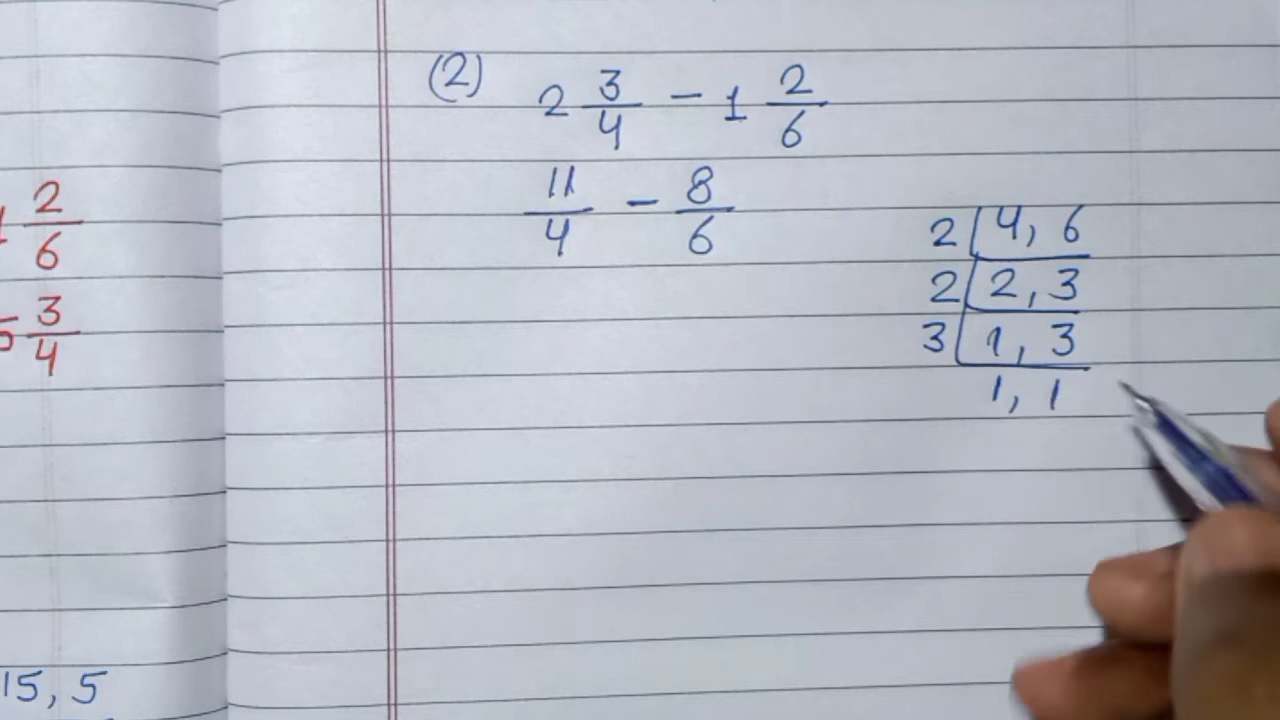 2/6
5 3/4
15, 5
(2) 2 3/4 - 1 2/6
11/4 - 8/6
2 | 4, 6
2 | 2, 3
3 | 1, 3
1, 1